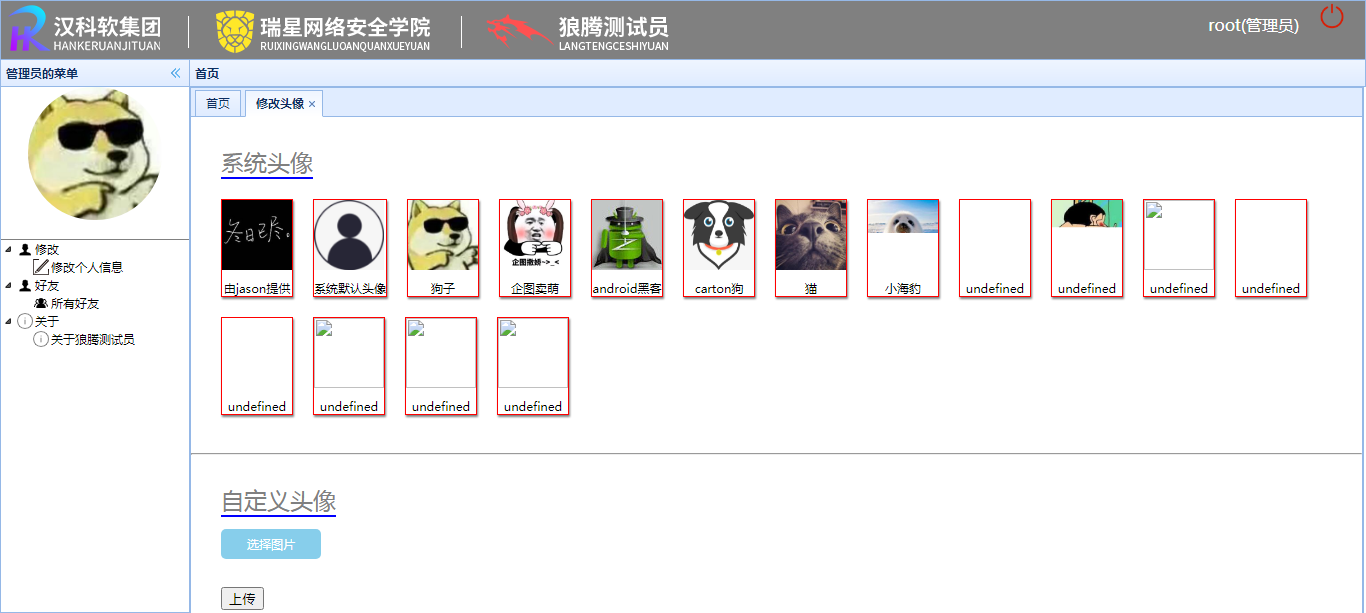 汉科软集团
HANKERUANJITUAN
瑞星网络安全学院
RUIXINGWANGLUOANQUANXUEYUAN
狼腾测试员
LANGTENGCESHIYUAN
root(管理员)
管理员的菜单
首页
首页
修改头像
修改
修改个人信息
好友
所有好友
关于
关于狼腾测试员
系统头像
冬日已尽。
企图撒娇~>_<
由jason提供
系统默认头像
狗子
企图卖萌
android黑客
carton狗
猫
小海豹
undefined
undefined
undefined
undefined
undefined
undefined
undefined
undefined
自定义头像
选择图片
上传